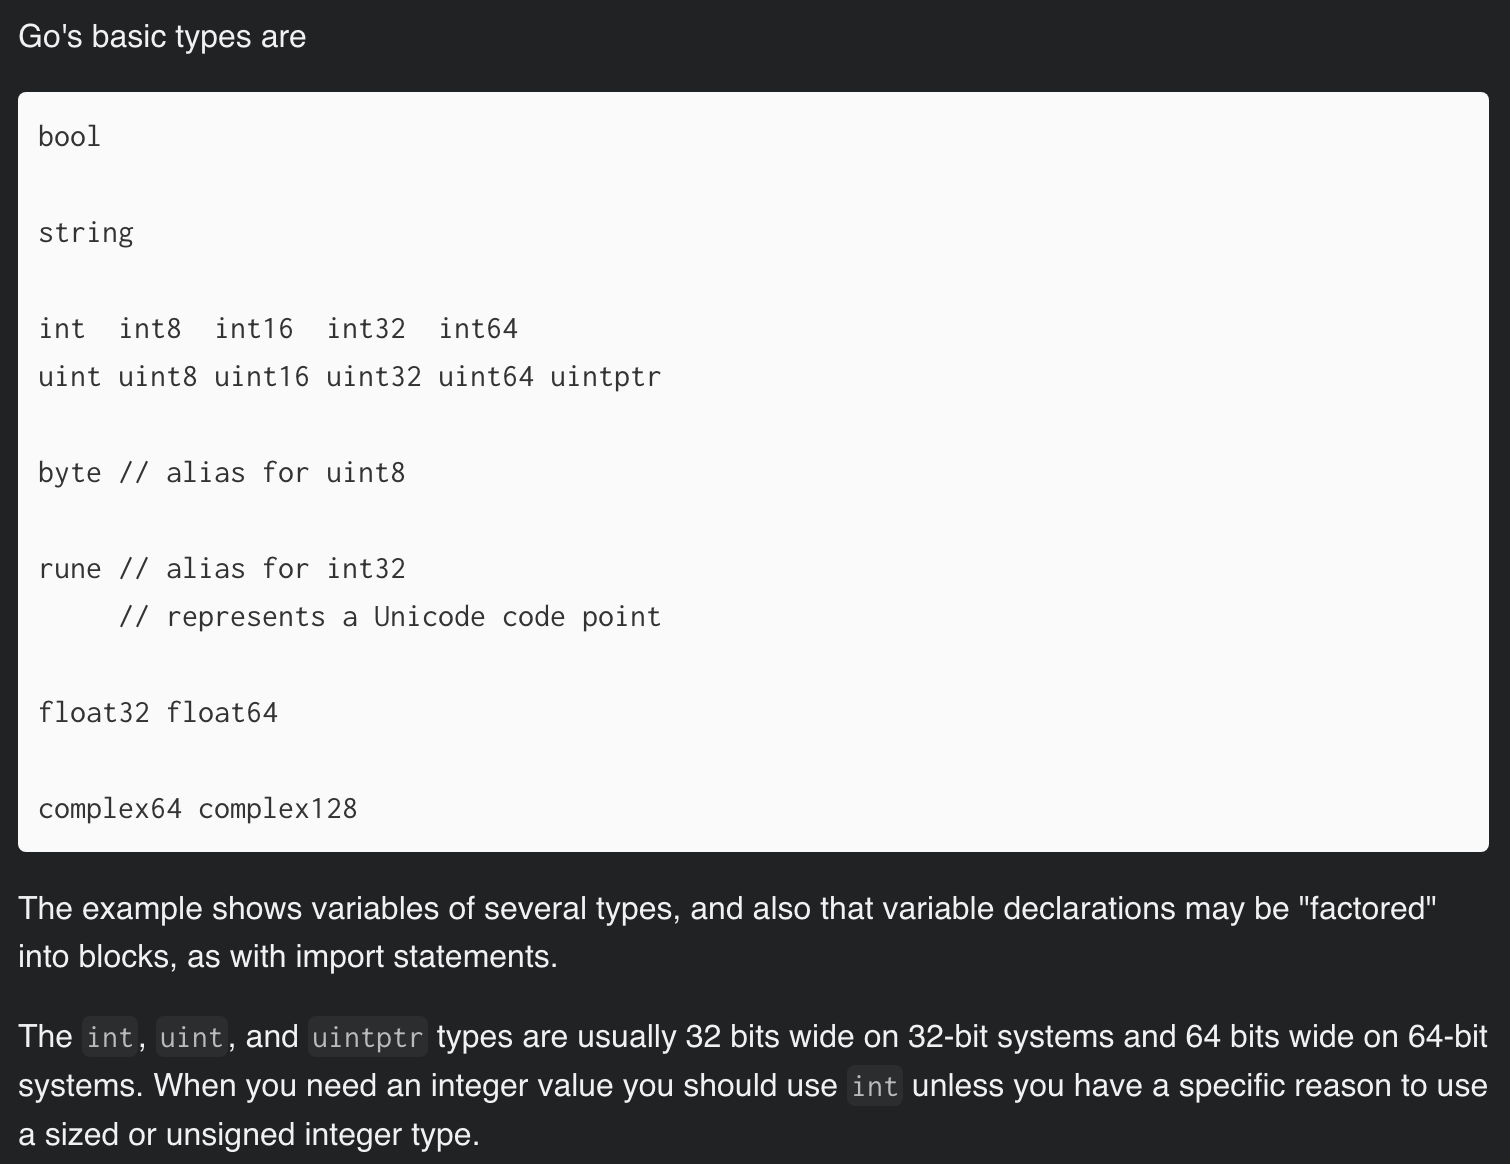 Go's basic types are
bool
string
int  int8  int16  int32  int64
uint uint8 uint16 uint32 uint64 uintptr
byte // alias for uint8
rune // alias for int32
     // represents a Unicode code point
float32 float64
complex64 complex128
The example shows variables of several types, and also that variable declarations may be "factored"
into blocks, as with import statements.
The int, uint, and uintptr types are usually 32 bits wide on 32-bit systems and 64 bits wide on 64-bit
systems. When you need an integer value you should use int unless you have a specific reason to use
a sized or unsigned integer type.